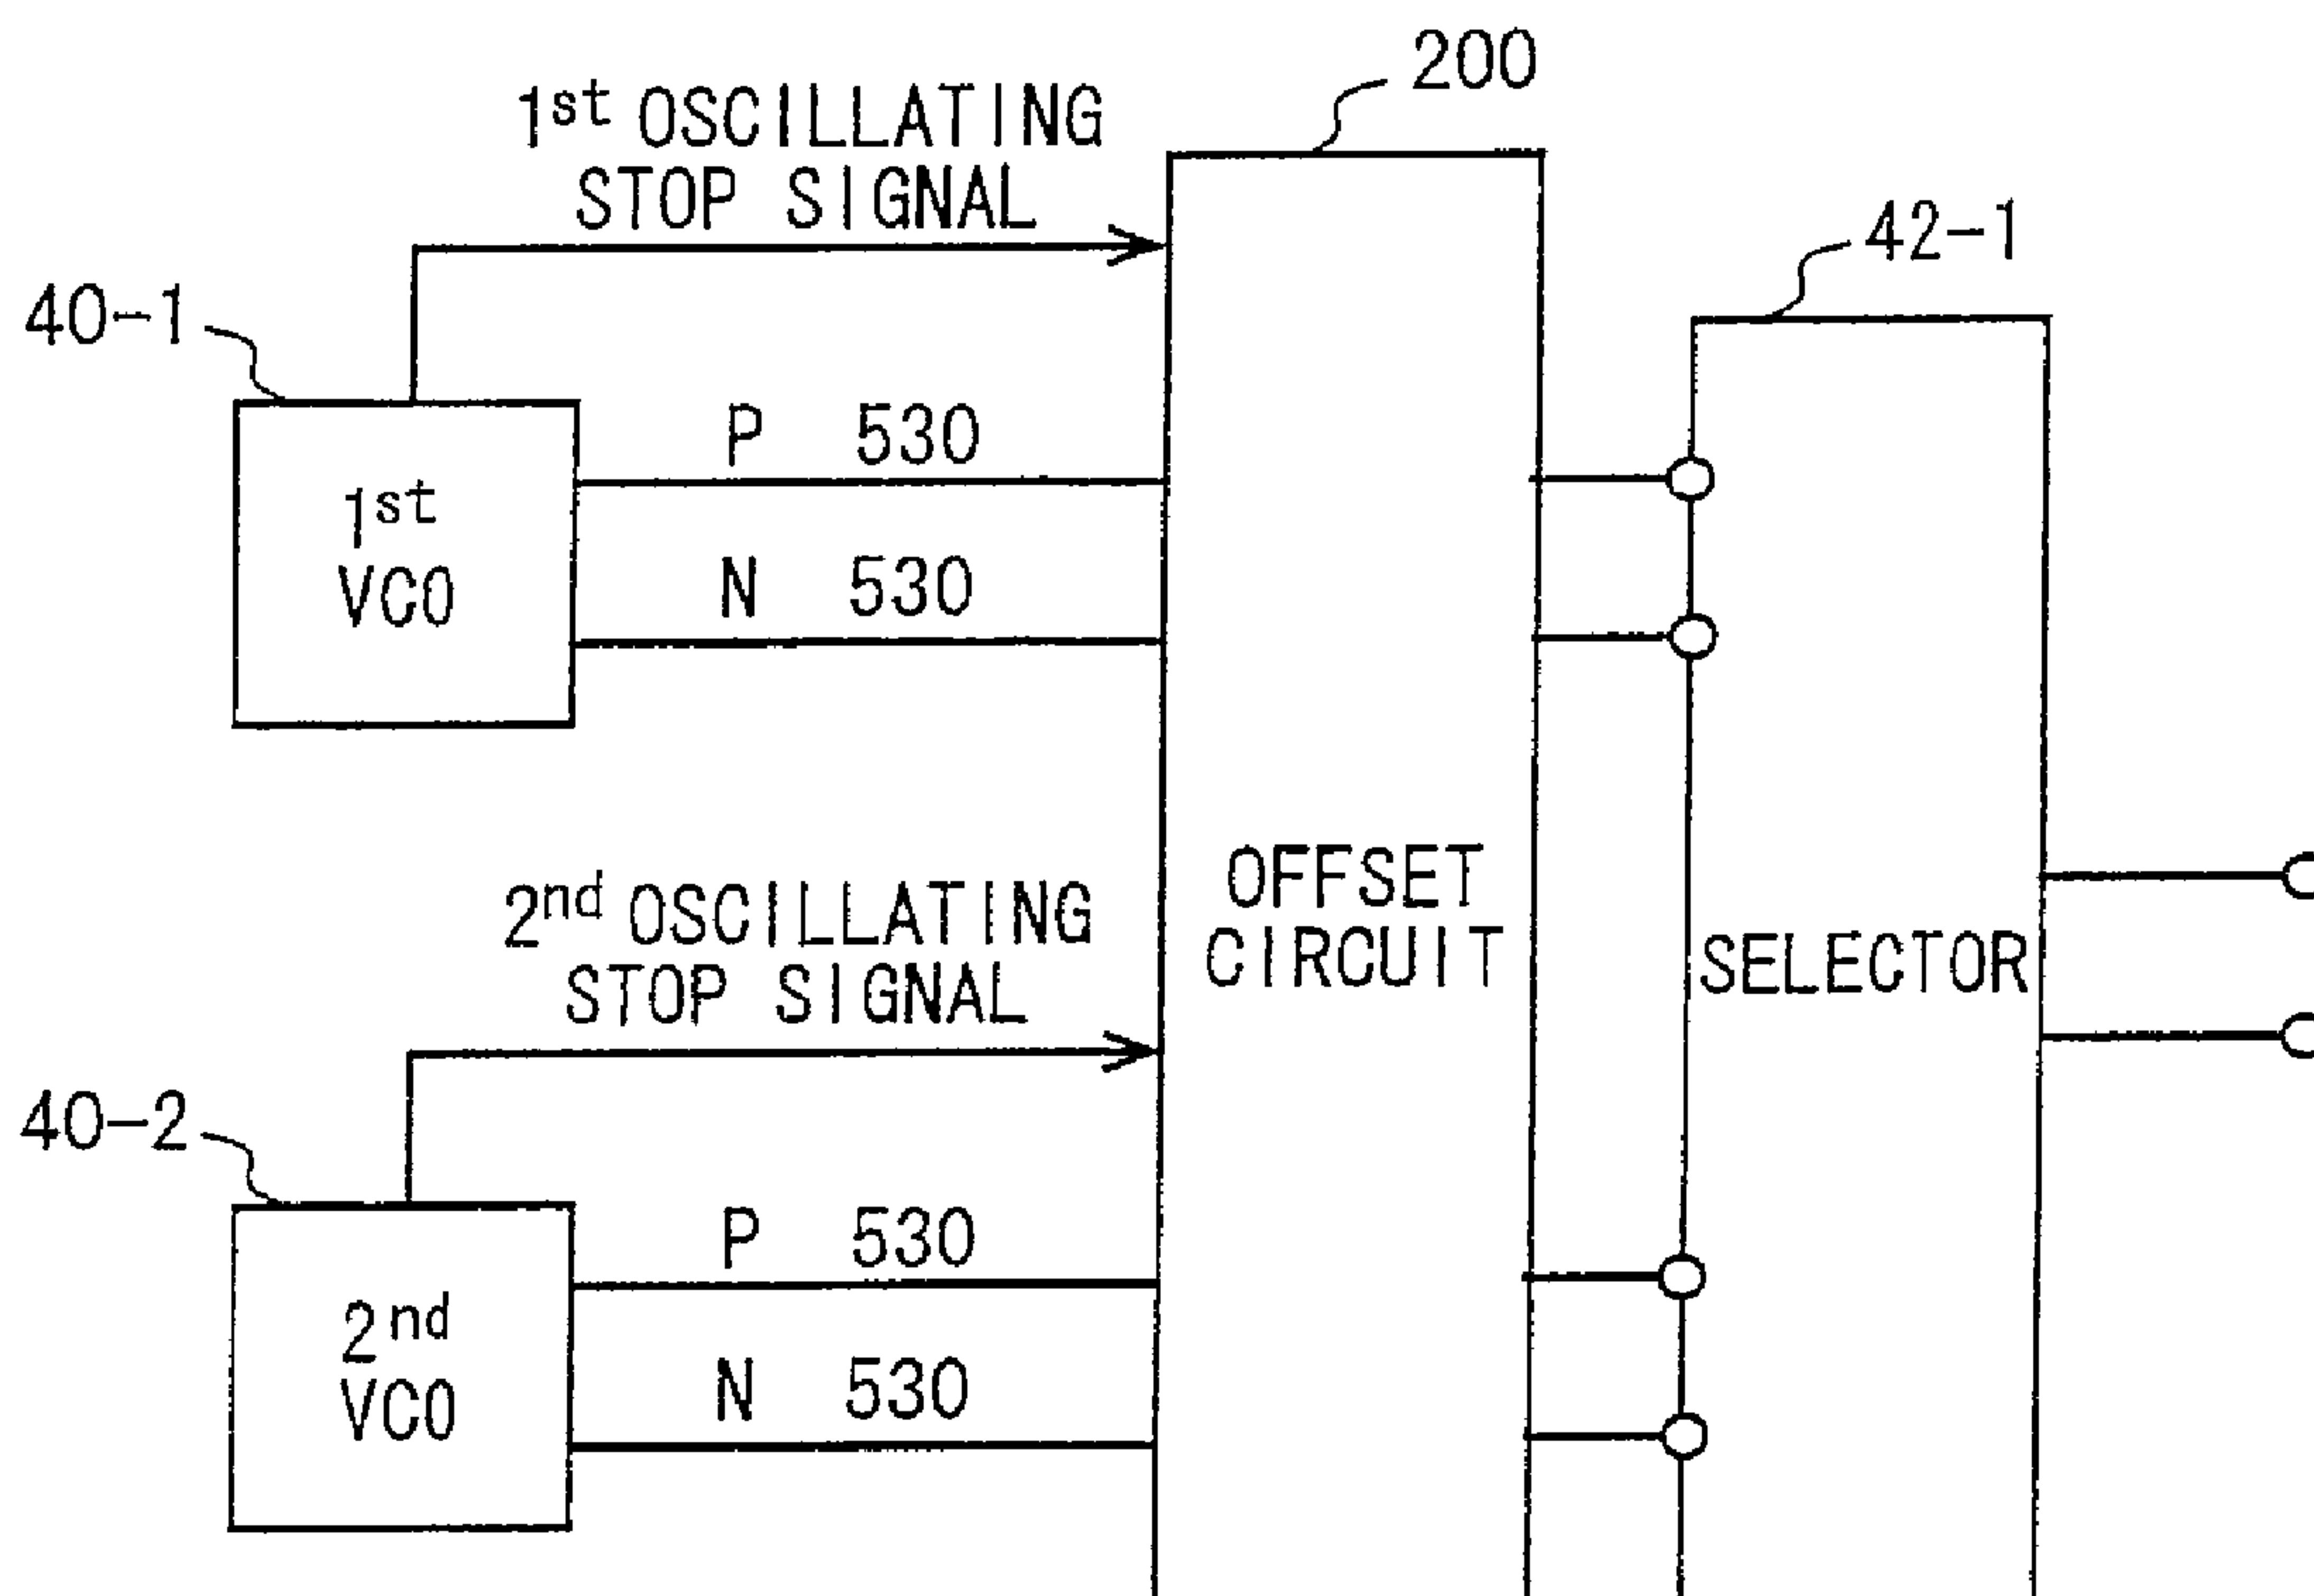 200
1st OSCILLATING
STOP SIGNAL
42-1
40-1
P 530
1st
VCO
N 530
OFFSET
CIRCUIT
SELECTOR
2nd OSCILLATING
STOP SIGNAL
40-2
P 530
2nd
VCO
N 530